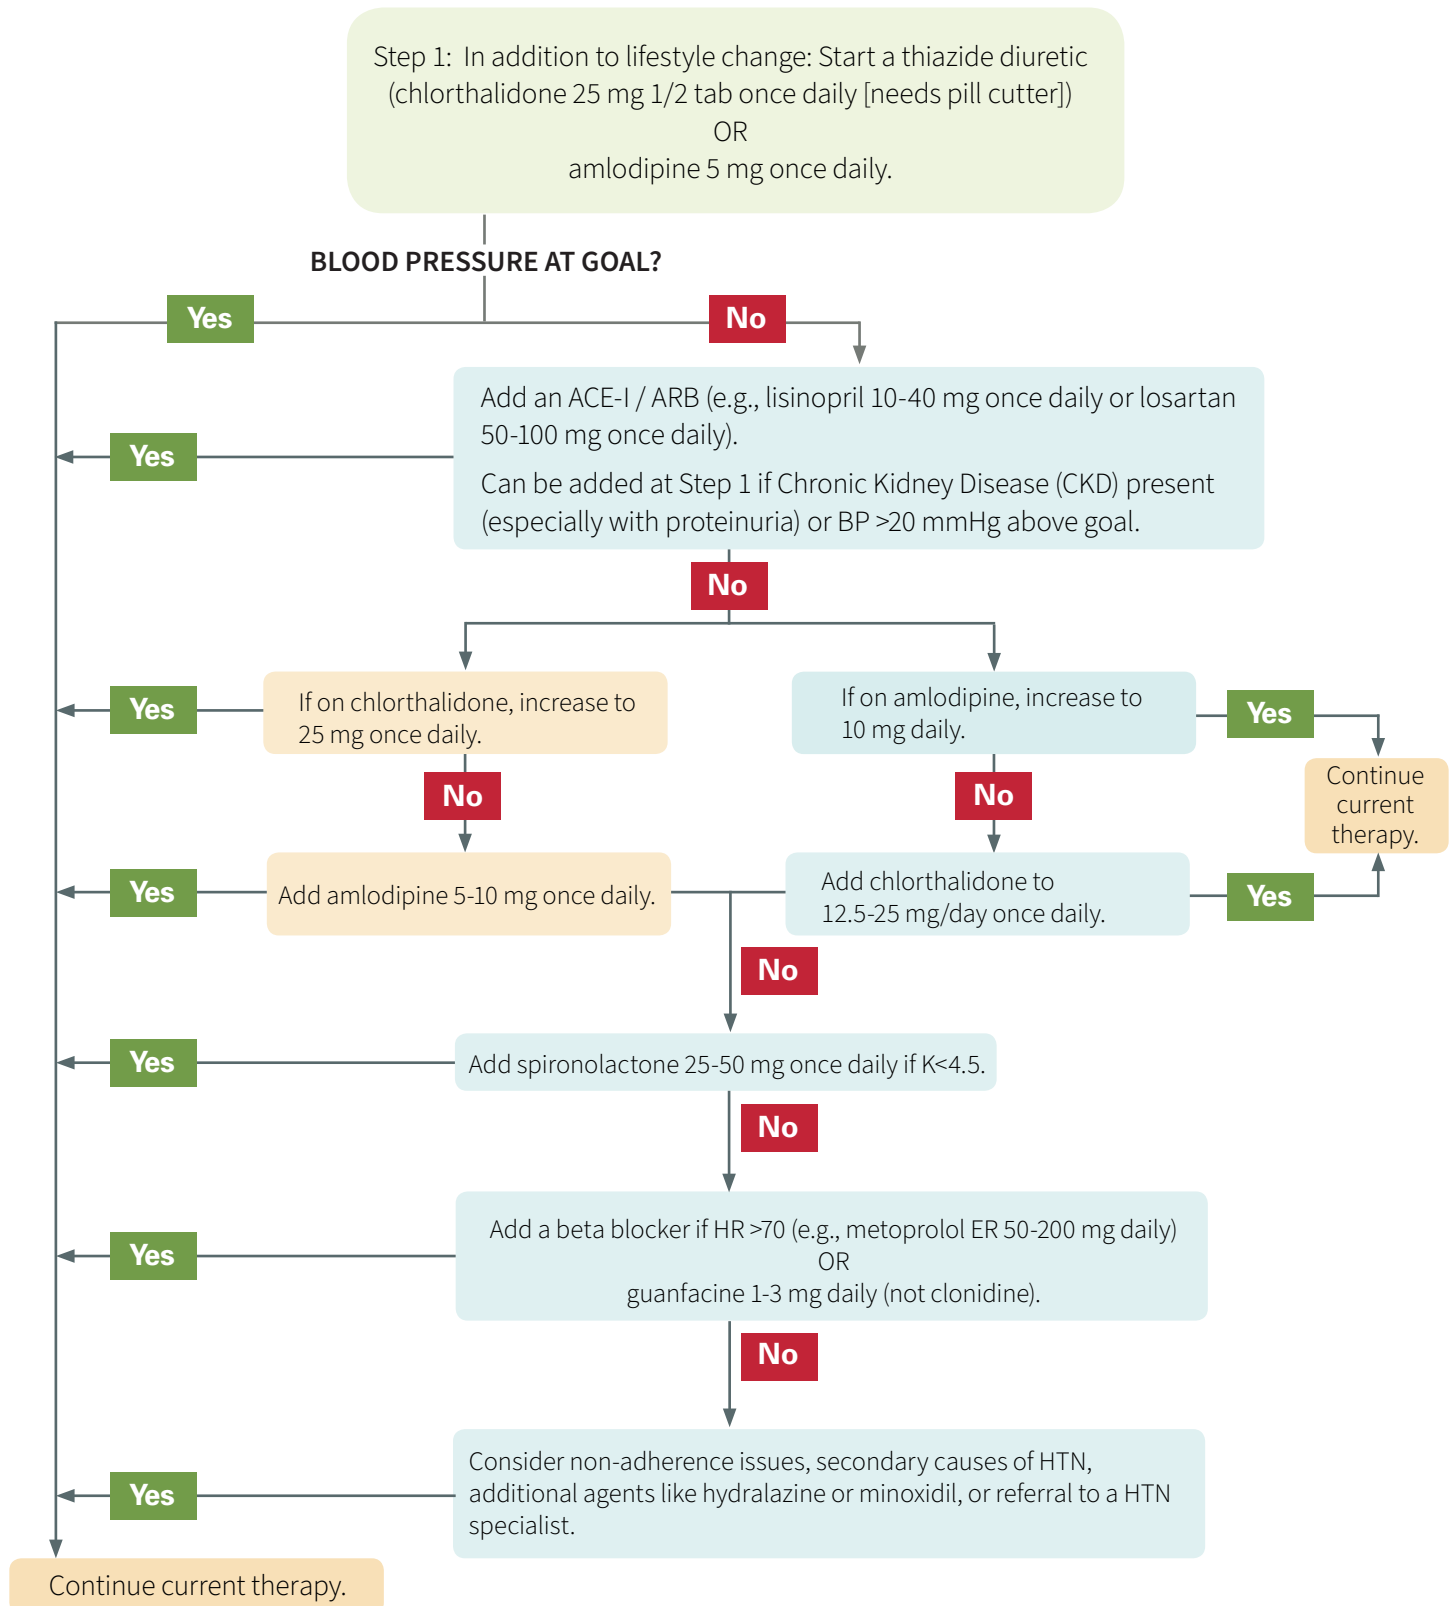 Step 1: In addition to lifestyle change: Start a thiazide diuretic
(chlorthalidone 25 mg 1/2 tab once daily [needs pill cutter])
OR
amlodipine 5 mg once daily.
BLOOD PRESSURE AT GOAL?
Yes
No
Add an ACE-I / ARB (e.g., lisinopril 10-40 mg once daily or losartan
50-100 mg once daily).
Can be added at Step 1 if Chronic Kidney Disease (CKD) present
(especially with proteinuria) or BP >20 mmHg above goal.
Yes
No
Yes
If on chlorthalidone, increase to
25 mg once daily.
If on amlodipine, increase to
10 mg daily.
Yes
No
No
Continue
current
therapy.
Yes
Add amlodipine 5-10 mg once daily.
Add chlorthalidone to
12.5-25 mg/day once daily.
Yes
No
Yes
Add spironolactone 25-50 mg once daily if K<4.5.
No
Yes
Add a beta blocker if HR >70 (e.g., metoprolol ER 50-200 mg daily)
OR
guanfacine 1-3 mg daily (not clonidine).
No
Yes
Consider non-adherence issues, secondary causes of HTN,
additional agents like hydralazine or minoxidil, or referral to a HTN
specialist.
Continue current therapy.